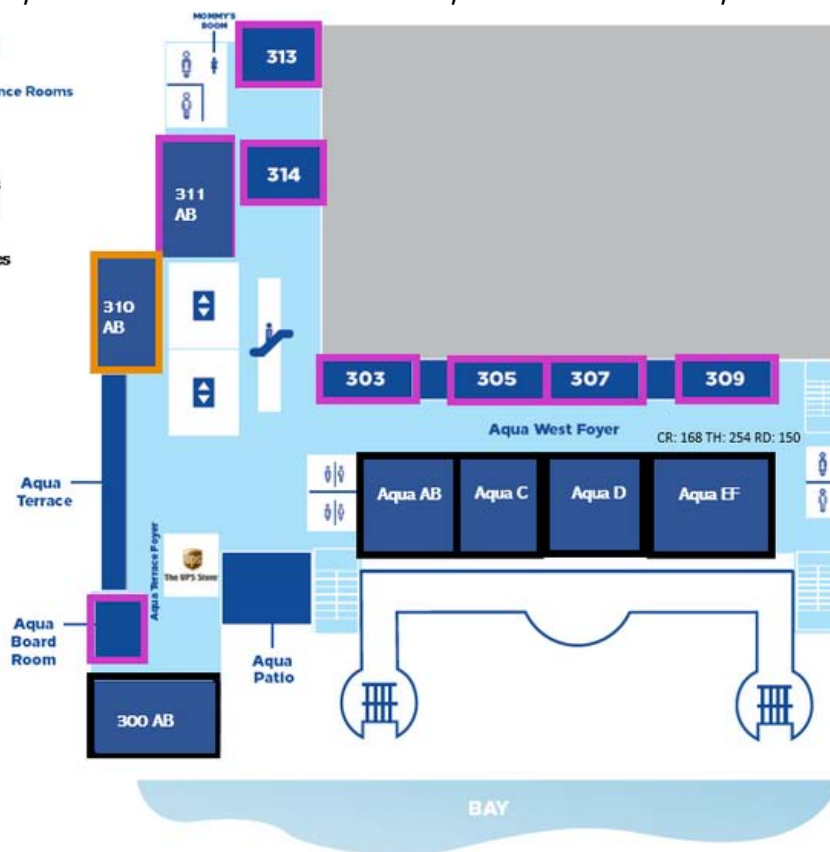 MOMMY'S
ROOM
313
nce Rooms
314
311
AB
310
AB
303
305
307
309
Aqua West Foyer
CR: 168 TH: 254 RD: 150
Aqua AB
Aqua C
Aqua D
Aqua EF
Aqua
Terrace
Aqua Terrace Foyer
ups
The UPS Store
Aqua
Board
Room
Aqua
Patio
300 AB
BAY